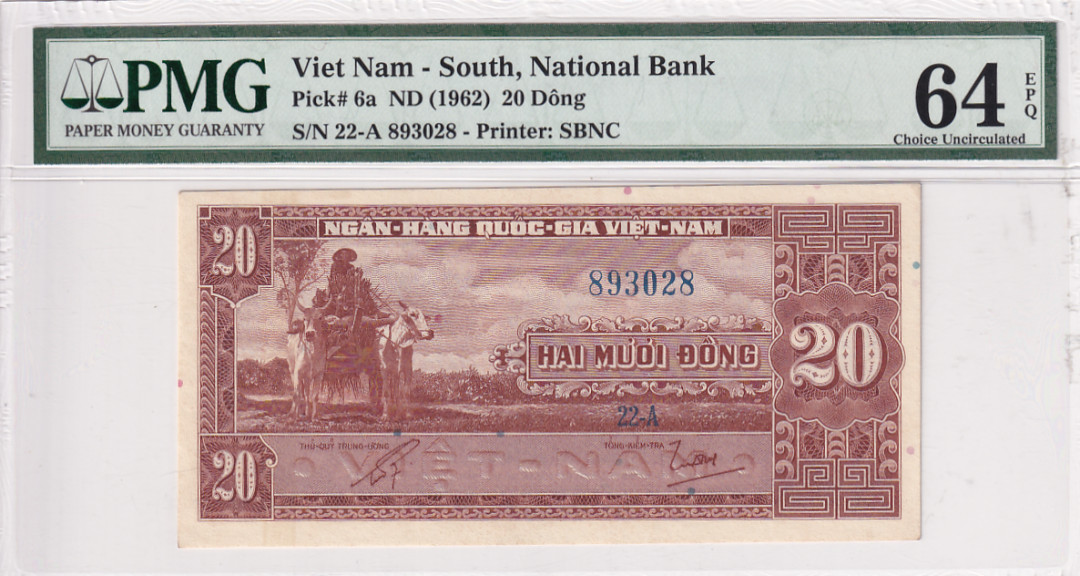 PMG
PAPER MONEY GUARANTY
Viet Nam - South, National Bank
Pick# 6a ND (1962) 20 Dông
S/N 22-A 893028 - Printer: SBNC
64
EPQ
Choice Uncirculated
20
NGÂN-HÀNG QUỐC-GIA VIỆT-NAM
893028
HAI MƯƠI ĐỒNG
20
22-A
THỦ-QUỸ TRUNG-ƯƠNG
TỔNG-KIỂM-TRA
VIỆT-NAM
20